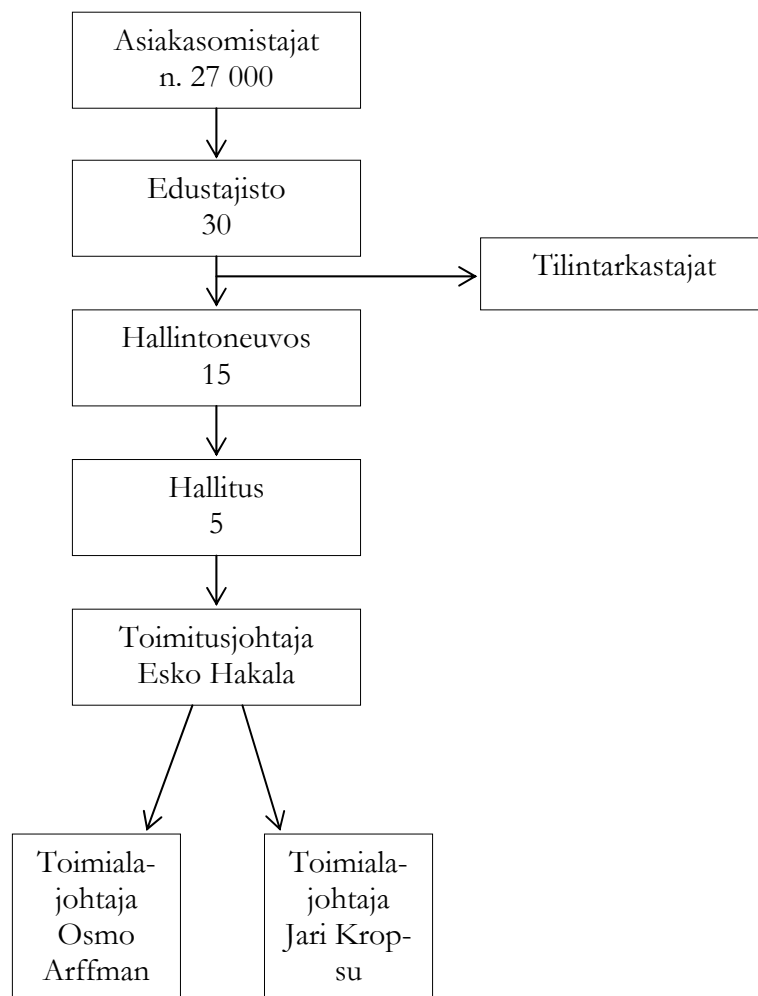 Asiakasomistajat
n. 27 000
Edustajisto
30
Tilintarkastajat
Hallintoneuvos
15
Hallitus
5
Toimitusjohtaja
Esko Hakala
Toimiala-
johtaja
Osmo
Arffman
Toimiala-
johtaja
Jari Krop-
su